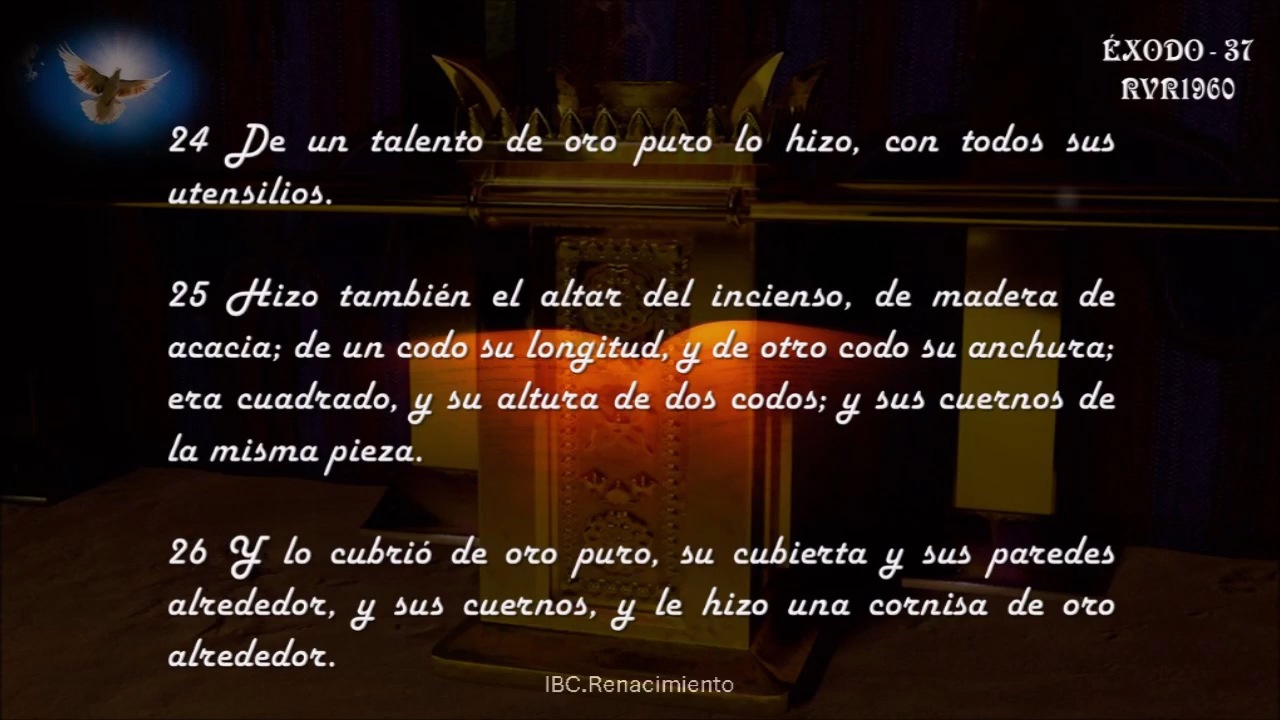 ÉXODO - 37
RVR1960
24 De un talento de oro puro lo hizo, con todos sus
utensilios.
25 Hizo también el altar del incienso, de madera de
acacia; de un codo su longitud, y de otro codo su anchura;
era cuadrado, y su altura de dos codos; y sus cuernos de
la misma pieza.
26 Y lo cubrió de oro puro, su cubierta y sus paredes
alrededor, y sus cuernos, y le hizo una cornisa de oro
alrededor.
IBC.Renacimiento